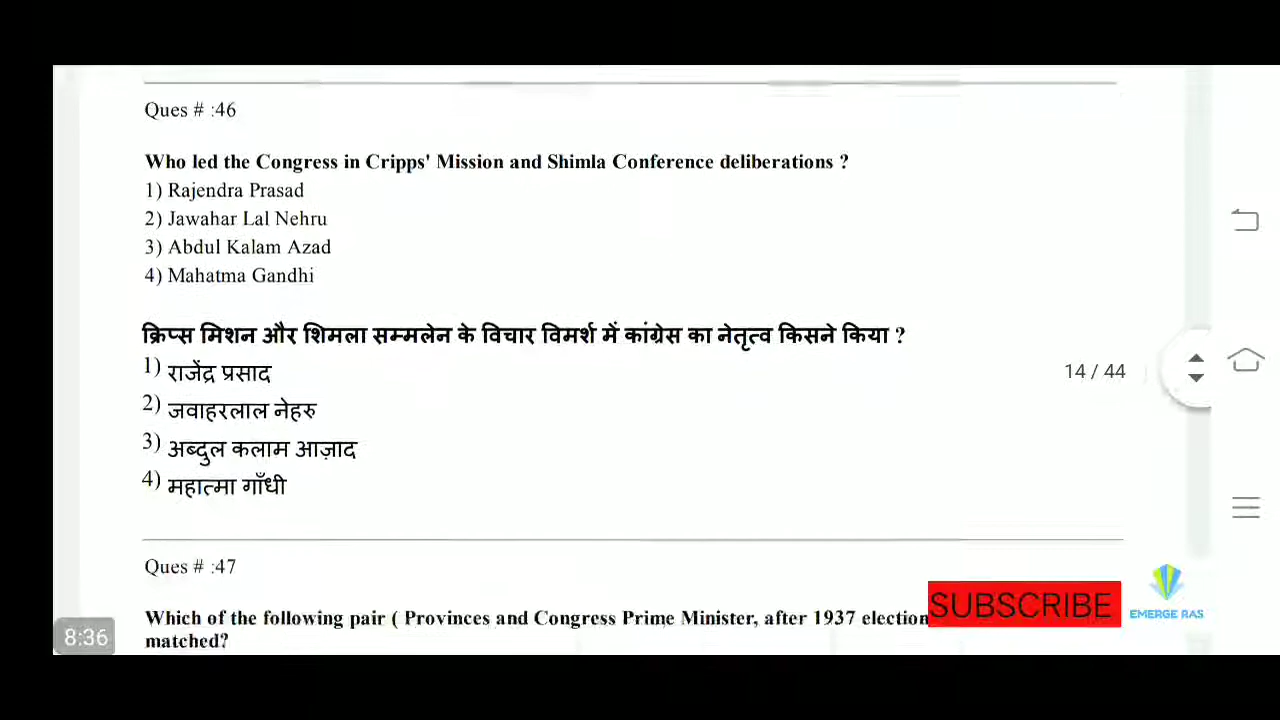 Ques # :46
Who led the Congress in Cripps' Mission and Shimla Conference deliberations ?
1) Rajendra Prasad
2) Jawahar Lal Nehru
3) Abdul Kalam Azad
4) Mahatma Gandhi
क्रिप्स मिशन और शिमला सम्मलेन के विचार विमर्श में कांग्रेस का नेतृत्व किसने किया ?
1) राजेंद्र प्रसाद
14 / 44
2) जवाहरलाल नेहरु
3) अब्दुल कलाम आज़ाद
4) महात्मा गाँधी
Ques # :47
Which of the following pair ( Provinces and Congress Prime Minister, after 1937 election
matched?
SUBSCRIBE
EMERGE RAS
8:36